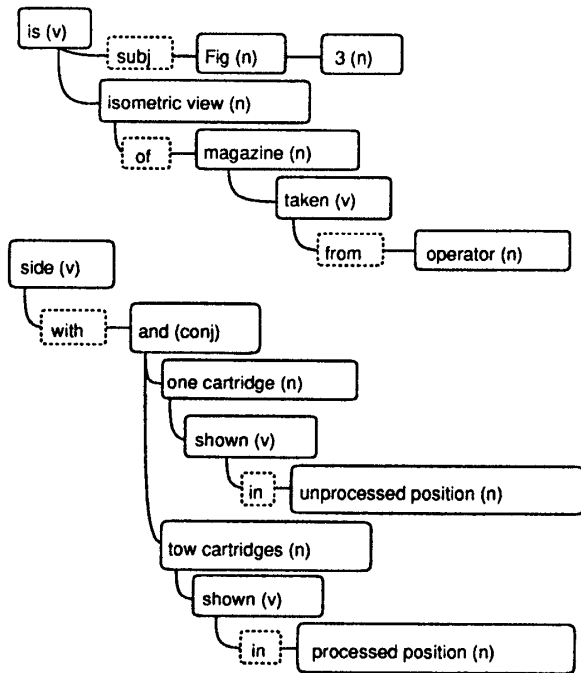 is (v)
subj Fig (n) 3 (n)
isometric view (n)
of magazine (n)
taken (v)
from operator (n)
side (v)
with and (conj)
one cartridge (n)
shown (v)
in unprocessed position (n)
tow cartridges (n)
shown (v)
in processed position (n)